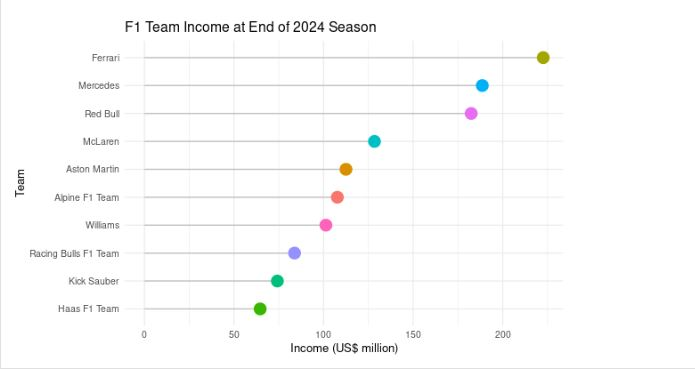 F1 Team Income at End of 2024 Season
Team
Ferrari
Mercedes
Red Bull
McLaren
Aston Martin
Alpine F1 Team
Williams
Racing Bulls F1 Team
Kick Sauber
Haas F1 Team
0 50 100 150 200
Income (US$ million)